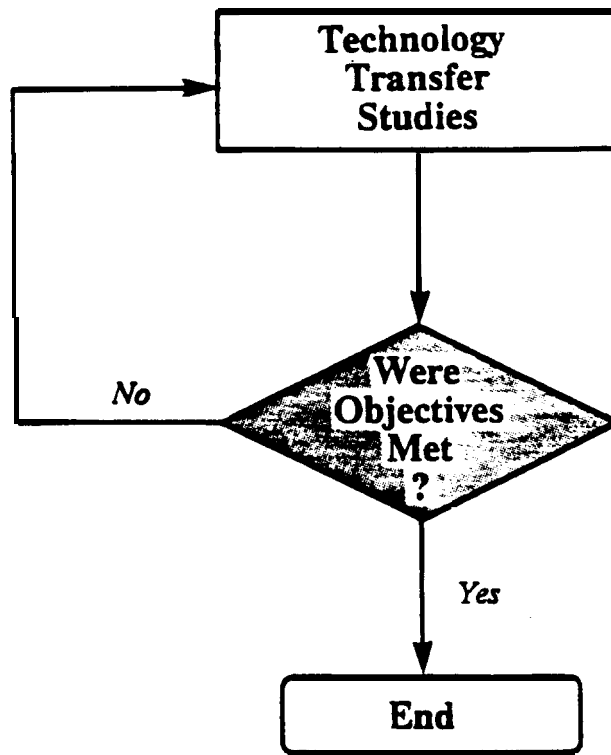 Technology
Transfer
Studies
No
Were
Objectives
Met
?
Yes
End